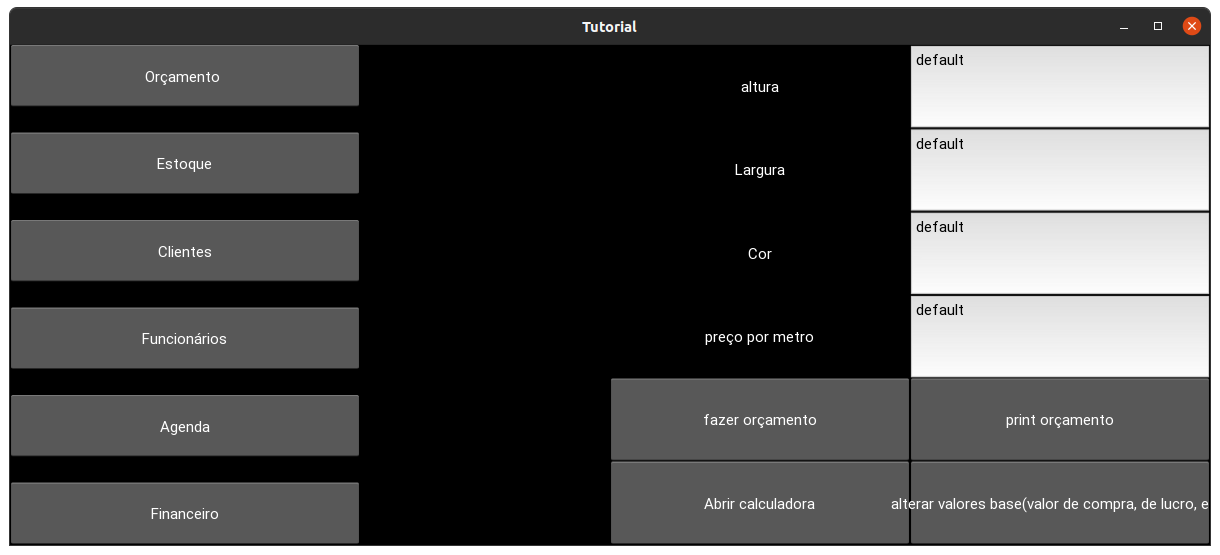 Tutorial
Orçamento
Estoque
Clientes
Funcionários
Agenda
Financeiro
altura
default
Largura
default
Cor
default
preço por metro
default
fazer orçamento
print orçamento
Abrir calculadora
alterar valores base(valor de compra, de lucro, e